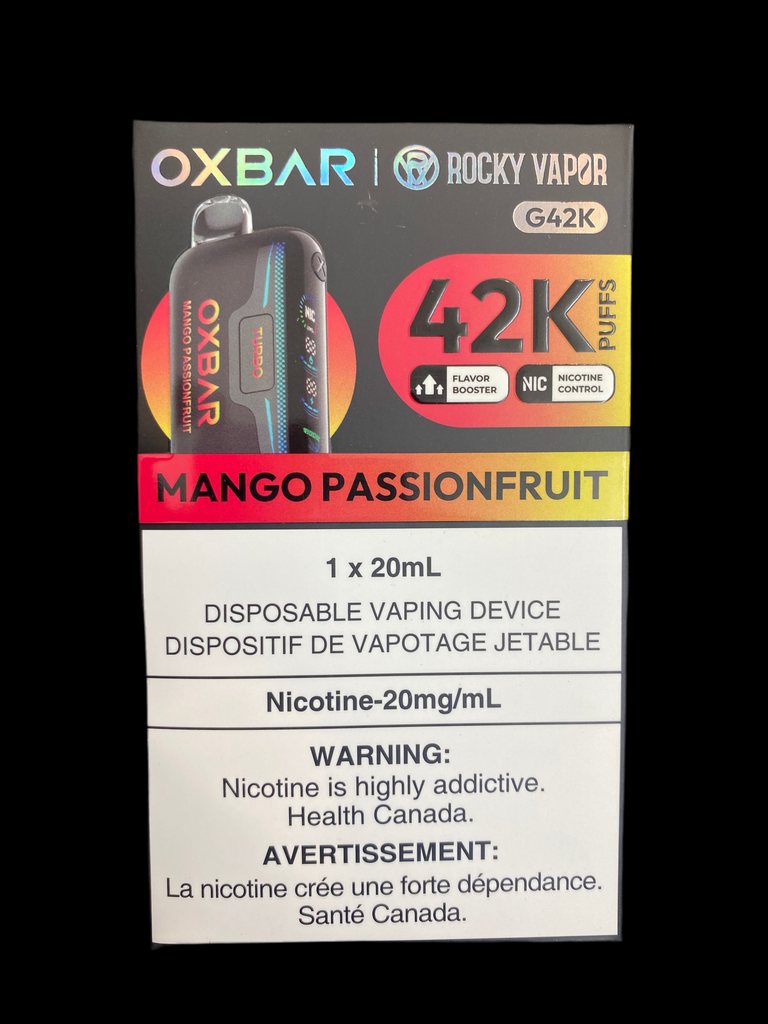 OXBAR | ROCKY VAPOR
G42K
42K PUFFS
FLAVOR BOOSTER
NIC NICOTINE CONTROL
OXBAR
MANGO PASSIONFRUIT
TURBO
NIC
MANGO PASSIONFRUIT
1 x 20mL
DISPOSABLE VAPING DEVICE
DISPOSITIF DE VAPOTAGE JETABLE
Nicotine-20mg/mL
WARNING:
Nicotine is highly addictive.
Health Canada.
AVERTISSEMENT:
La nicotine crée une forte dépendance.
Santé Canada.